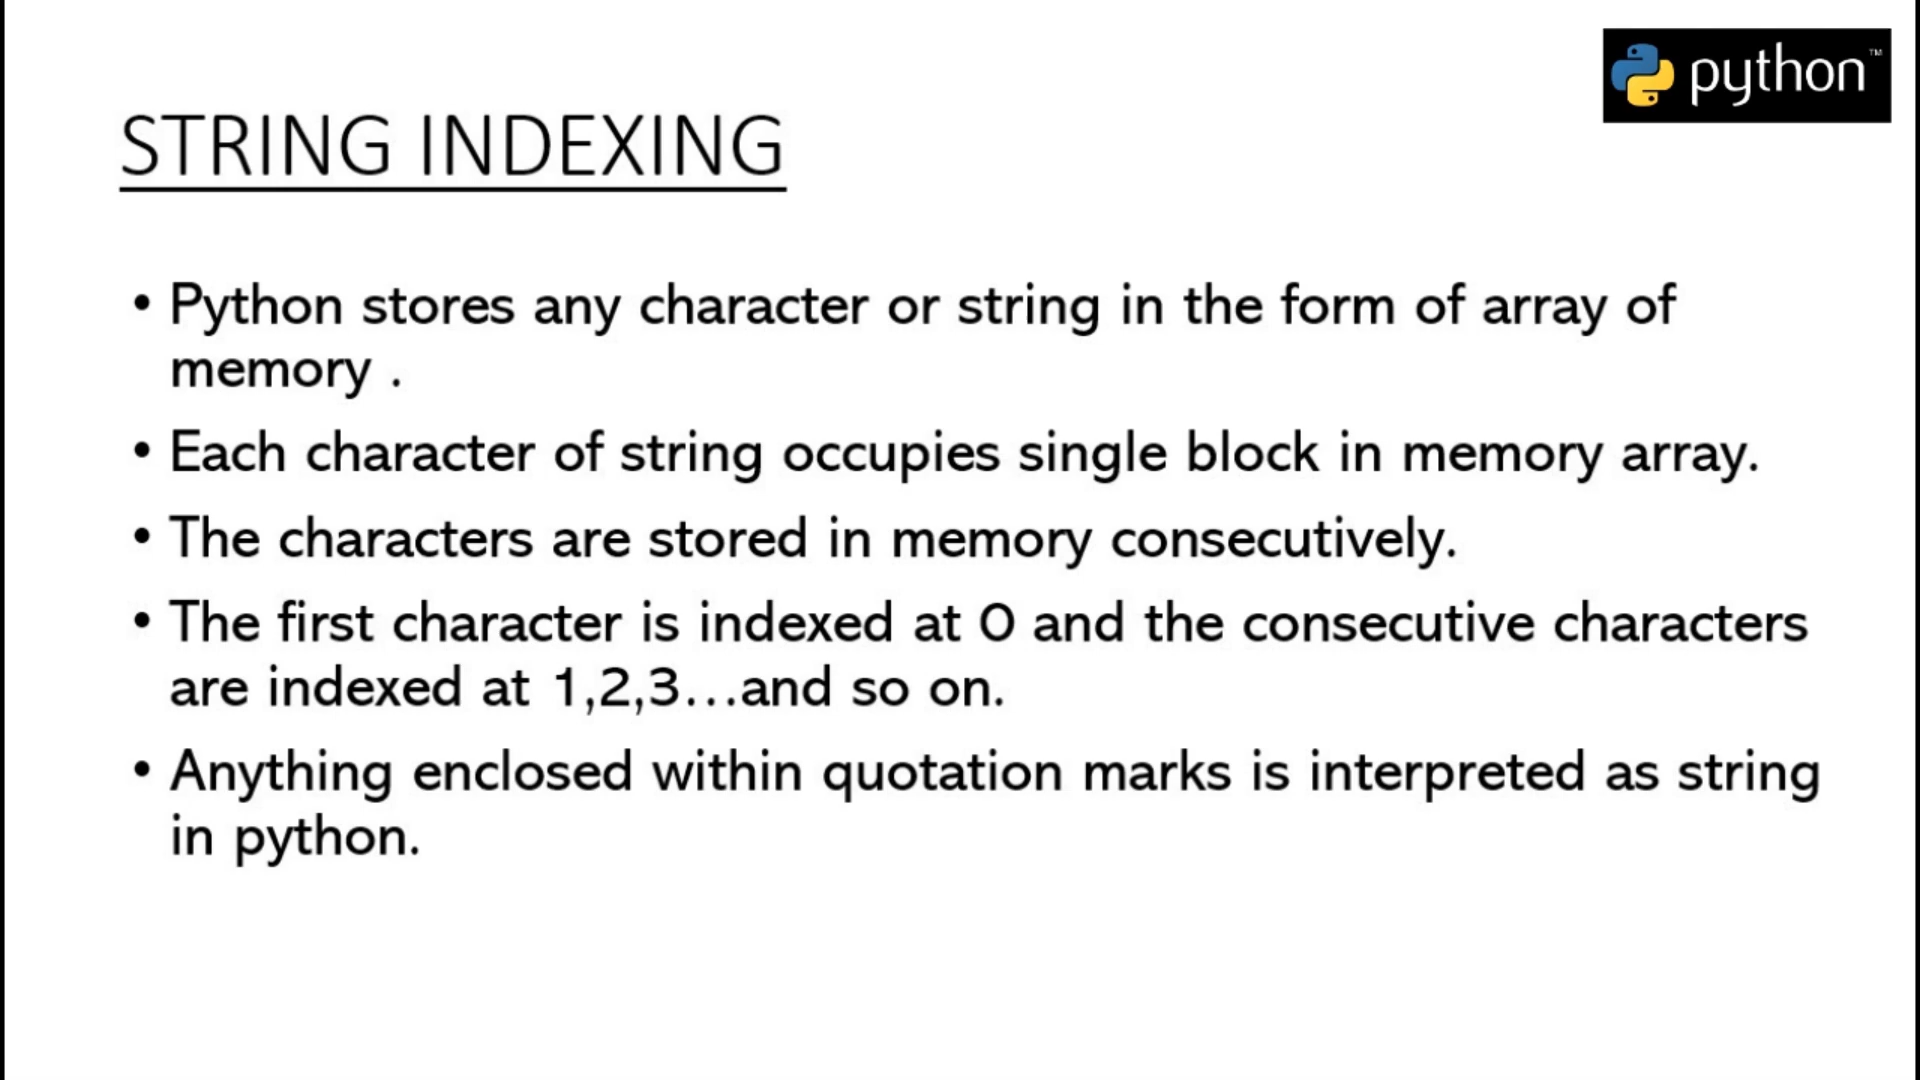 python™
STRING INDEXING
• Python stores any character or string in the form of array of
memory .
• Each character of string occupies single block in memory array.
• The characters are stored in memory consecutively.
• The first character is indexed at 0 and the consecutive characters
are indexed at 1,2,3...and so on.
• Anything enclosed within quotation marks is interpreted as string
in python.